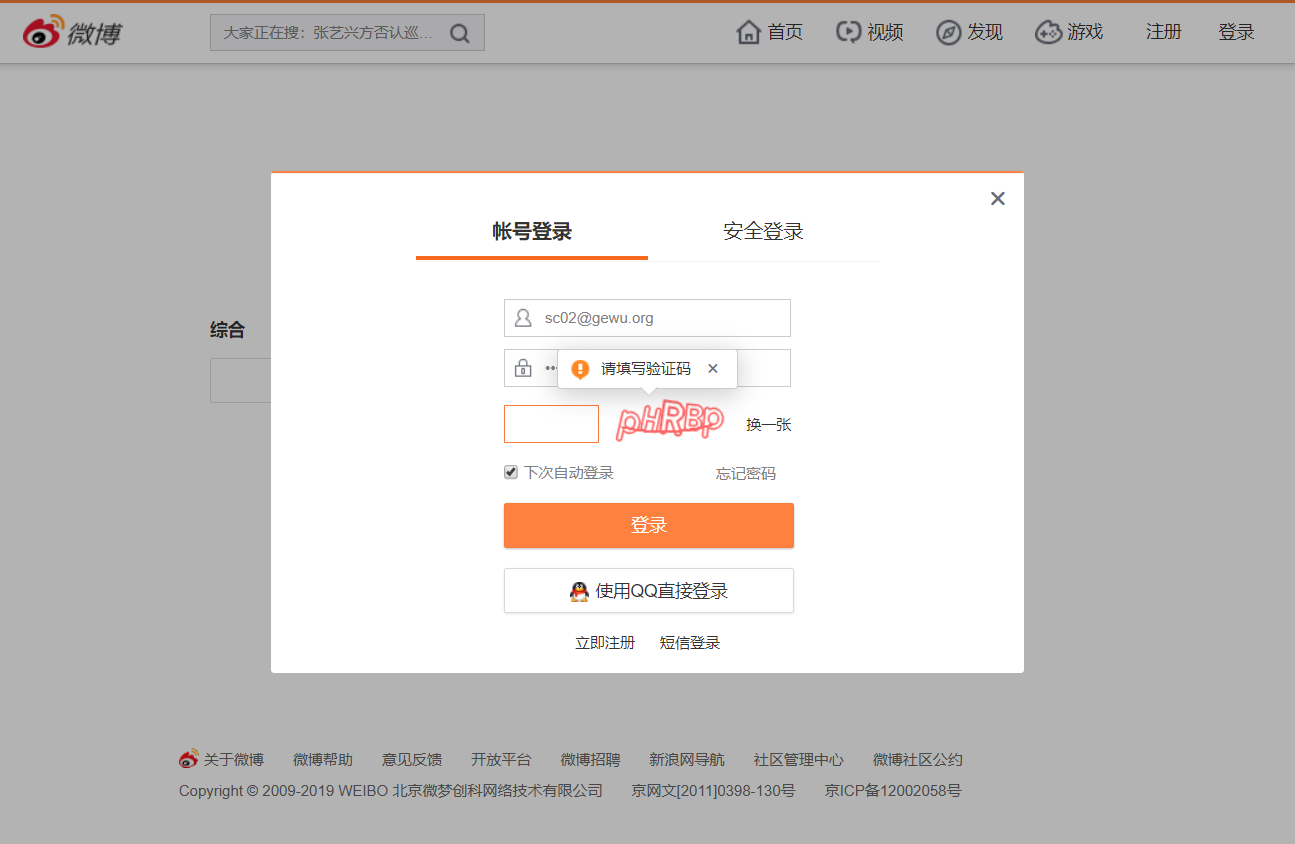 微博 大家正在搜：张艺兴方否认巡... 首页 视频 发现 游戏 注册 登录
帐号登录 安全登录
sc02@gewu.org
综合
请填写验证码
pHRBp 换一张
下次自动登录 忘记密码
登录
使用QQ直接登录
立即注册 短信登录
关于微博 微博帮助 意见反馈 开放平台 微博招聘 新浪网导航 社区管理中心 微博社区公约
Copyright © 2009-2019 WEIBO 北京微梦创科网络技术有限公司 京网文[2011]0398-130号 京ICP备12002058号